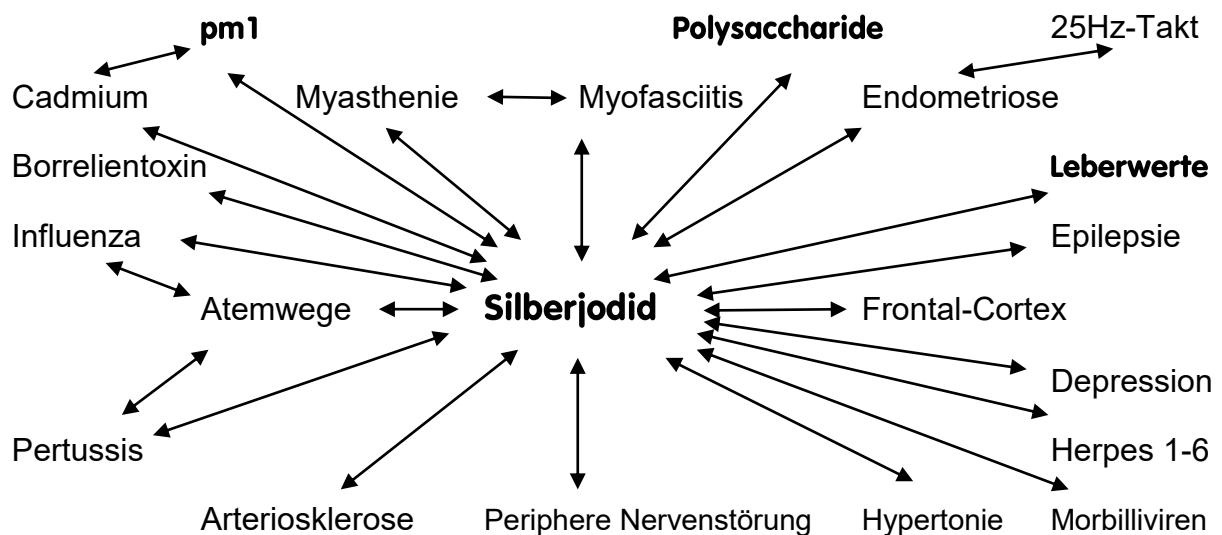 pm1 Polysaccharide 25Hz-Takt
Cadmium Myasthenie Myofasciitis Endometriose
Borrelientoxin Leberwerte
Influenza Epilepsie
Atemwege Silberjodid Frontal-Cortex
Depression
Pertussis Herpes 1-6
Arteriosklerose Periphere Nervenstörung Hypertonie Morbilliviren